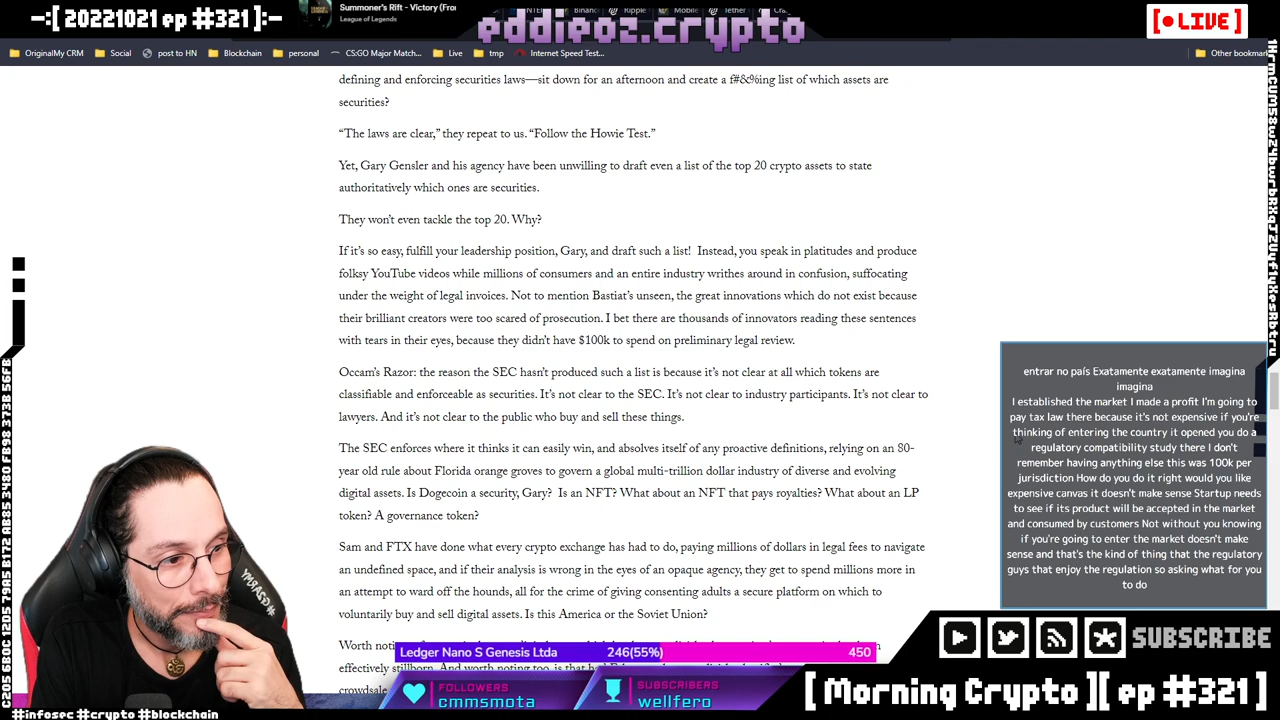 -:[ 20221021 ep #321]:-
Summoner's Rift - Victory (Fro
League of Legends
Binance
Ripple
Mobile
Tether
eddieoz.crypto
[● LIVE]
OriginalMy CRM
Social
post to HN
Blockchain
personal
CS:GO Major Match...
Live
tmp
Internet Speed Test...
Other bookmar
defining and enforcing securities laws—sit down for an afternoon and create a f#&%ing list of which assets are
securities?
“The laws are clear,” they repeat to us. “Follow the Howie Test.”
Yet, Gary Gensler and his agency have been unwilling to draft even a list of the top 20 crypto assets to state
authoritatively which ones are securities.
They won’t even tackle the top 20. Why?
If it’s so easy, fulfill your leadership position, Gary, and draft such a list!  Instead, you speak in platitudes and produce
folksy YouTube videos while millions of consumers and an entire industry writhes around in confusion, suffocating
under the weight of legal invoices. Not to mention Bastiat’s unseen, the great innovations which do not exist because
their brilliant creators were too scared of prosecution. I bet there are thousands of innovators reading these sentences
with tears in their eyes, because they didn’t have $100k to spend on preliminary legal review.
Occam’s Razor: the reason the SEC hasn’t produced such a list is because it’s not clear at all which tokens are
classifiable and enforceable as securities. It’s not clear to the SEC. It’s not clear to industry participants. It’s not clear to
lawyers. And it’s not clear to the public who buy and sell these things.
The SEC enforces where it thinks it can easily win, and absolves itself of any proactive definitions, relying on an 80-
year old rule about Florida orange groves to govern a global multi-trillion dollar industry of diverse and evolving
digital assets. Is Dogecoin a security, Gary?  Is an NFT? What about an NFT that pays royalties? What about an LP
token? A governance token?
Sam and FTX have done what every crypto exchange has had to do, paying millions of dollars in legal fees to navigate
an undefined space, and if their analysis is wrong in the eyes of an opaque agency, they get to spend millions more in
an attempt to ward off the hounds, all for the crime of giving consenting adults a secure platform on which to
voluntarily buy and sell digital assets. Is this America or the Soviet Union?
Worth
effectively stillborn. And worth noting too, is that
crowdsale
entrar no país Exatamente exatamente imagina
imagina
I established the market I made a profit I'm going to
pay tax law there because it's not expensive if you're
thinking of entering the country it opened you do a
regulatory compatibility study there I don't
remember having anything else this was 100k per
jurisdiction How do you do it right would you like
expensive canvas it doesn't make sense Startup needs
to see if its product will be accepted in the market
and consumed by customers Not without you knowing
if you're going to enter the market doesn't make
sense and that's the kind of thing that the regulatory
guys that enjoy the regulation so asking what for you
to do
Ledger Nano S Genesis Ltda
246(55%)
450
FOLLOWERS
cmmsmota
SUBSCRIBERS
wellfero
SUBSCRIBE
[ Morning Crypto ][ ep #321 ]
#infosec #crypto #blockchain